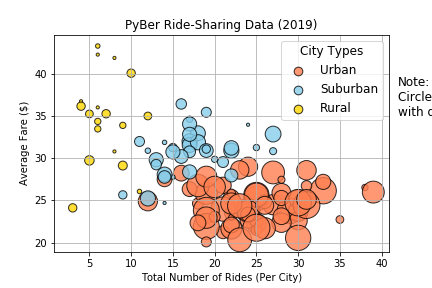 PyBer Ride-Sharing Data (2019)
Average Fare ($)
40
35
30
25
20
City Types
Urban
Suburban
Rural
Note:
Circle
with
5 10 15 20 25 30 35 40
Total Number of Rides (Per City)